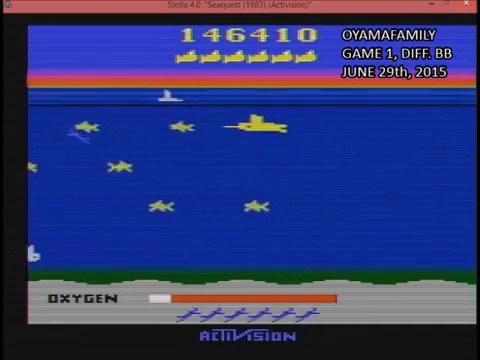 Stella 4.0: "Seaquest (1983) (Activision)"
146410
OYAMAFAMILY
GAME 1, DIFF. BB
JUNE 29th, 2015
OXYGEN
ACTIVISION